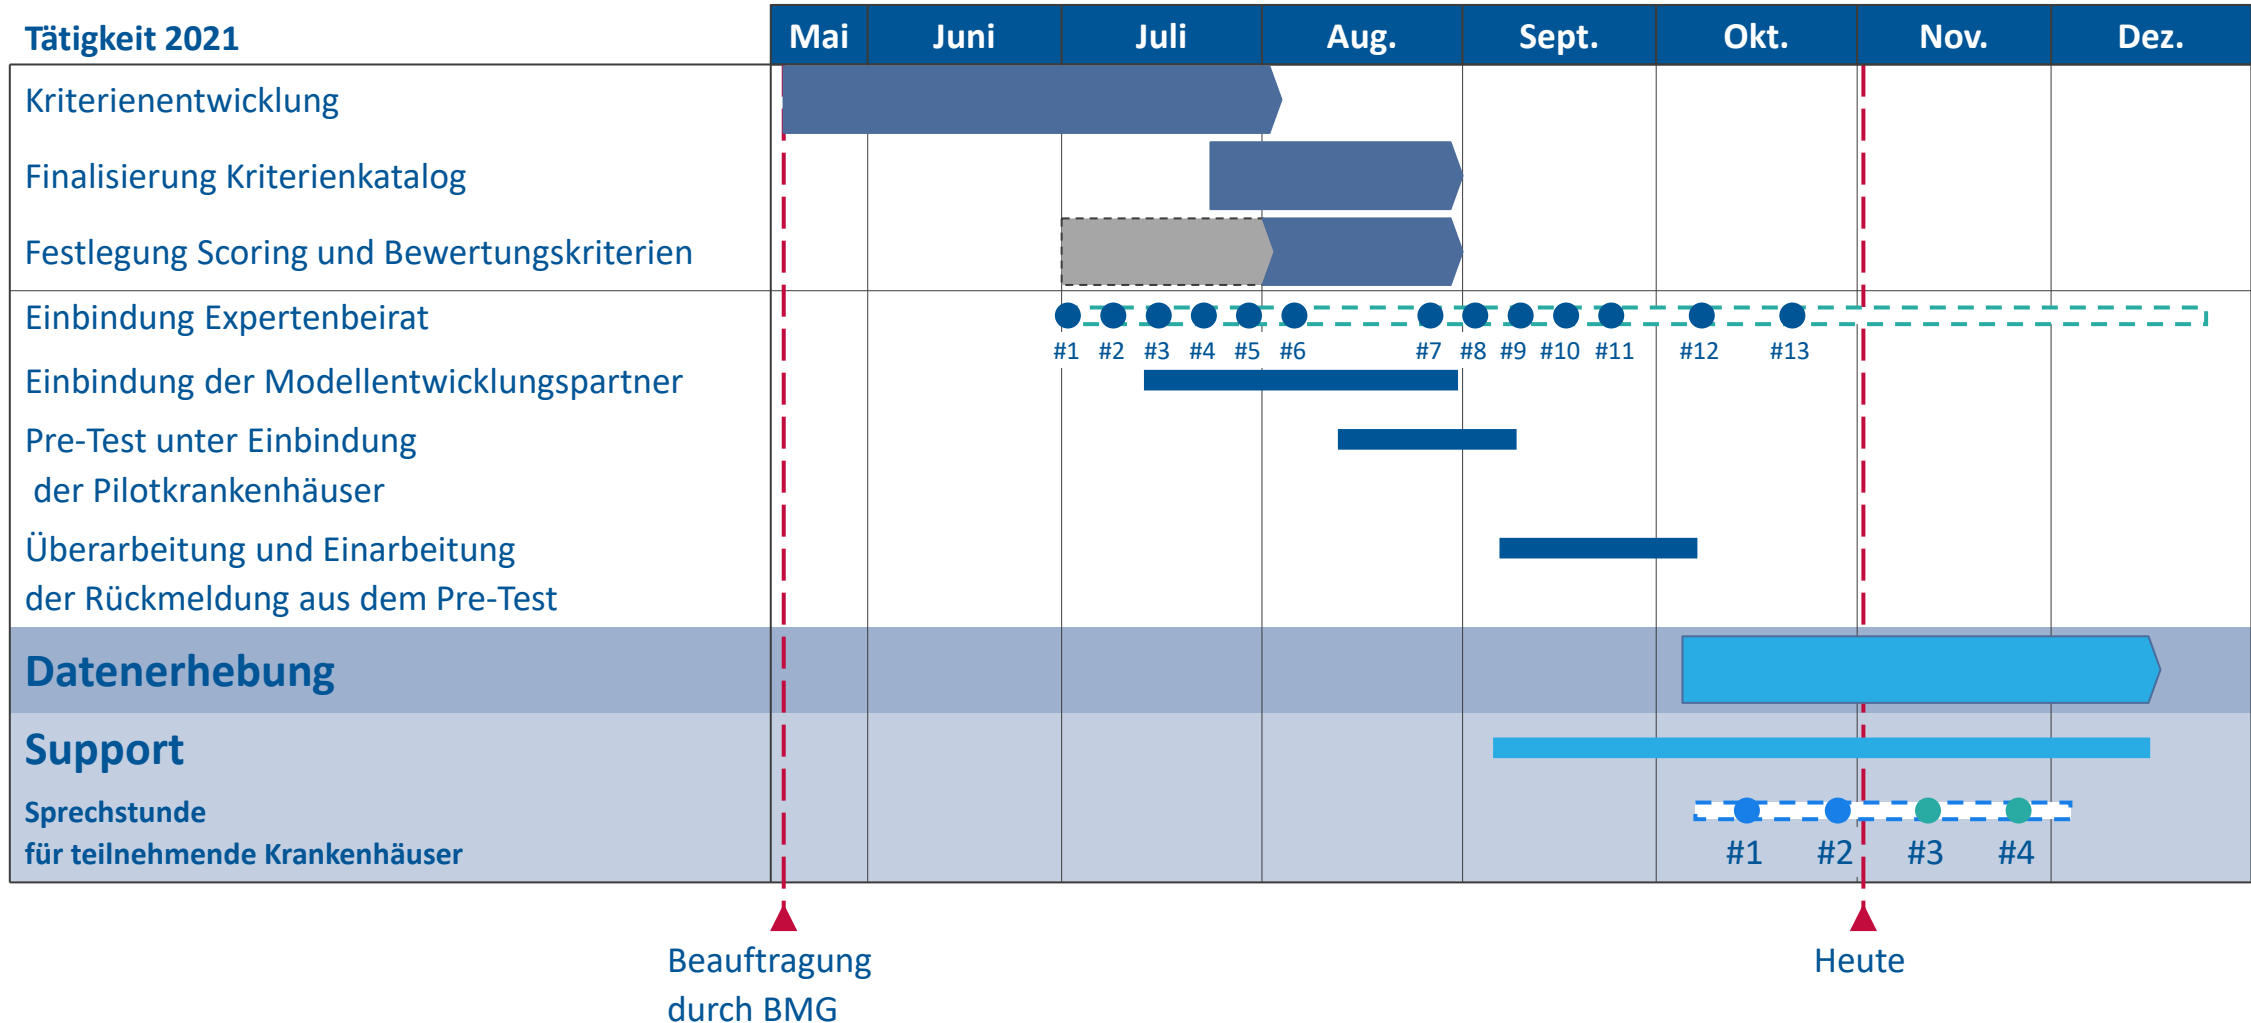 Tätigkeit 2021
Mai Juni Juli Aug. Sept. Okt. Nov. Dez.
Kriterienentwicklung
Finalisierung Kriterienkatalog
Festlegung Scoring und Bewertungskriterien
Einbindung Expertenbeirat
#1 #2 #3 #4 #5 #6 #7 #8 #9 #10 #11 #12 #13
Einbindung der Modellentwicklungspartner
Pre-Test unter Einbindung
der Pilotkrankenhäuser
Überarbeitung und Einarbeitung
der Rückmeldung aus dem Pre-Test
Datenerhebung
Support
Sprechstunde
für teilnehmende Krankenhäuser
#1 #2 #3 #4
Beauftragung
durch BMG
Heute